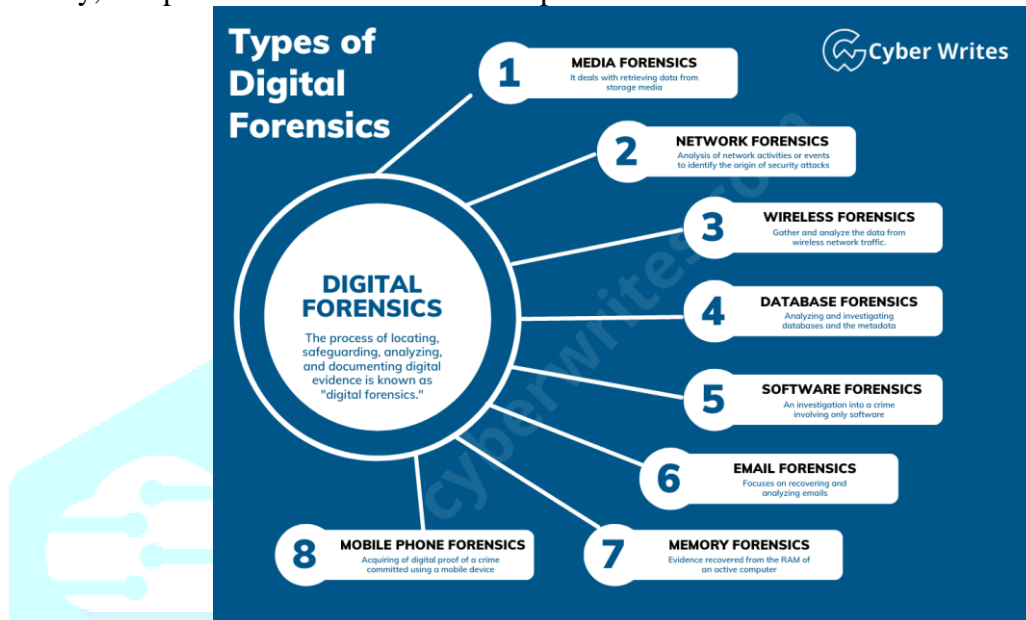 Types of
Digital
Forensics
Cyber Writes
1
MEDIA FORENSICS
It deals with retrieving data from
storage media
2
NETWORK FORENSICS
Analysis of network activities or events
to identify the origin of security attacks
3
WIRELESS FORENSICS
Gather and analyze the data from
wireless network traffic.
4
DATABASE FORENSICS
Analyzing and investigating
databases and the metadata
5
SOFTWARE FORENSICS
An investigation into a crime
involving only software
6
EMAIL FORENSICS
Focuses on recovering and
analyzing emails
7
MEMORY FORENSICS
Evidence recovered from the RAM of
an active computer
8
MOBILE PHONE FORENSICS
Acquiring of digital proof of a crime
committed using a mobile device
DIGITAL
FORENSICS
The process of locating,
safeguarding, analyzing,
and documenting digital
evidence is known as
"digital forensics."
cyberwrites.com